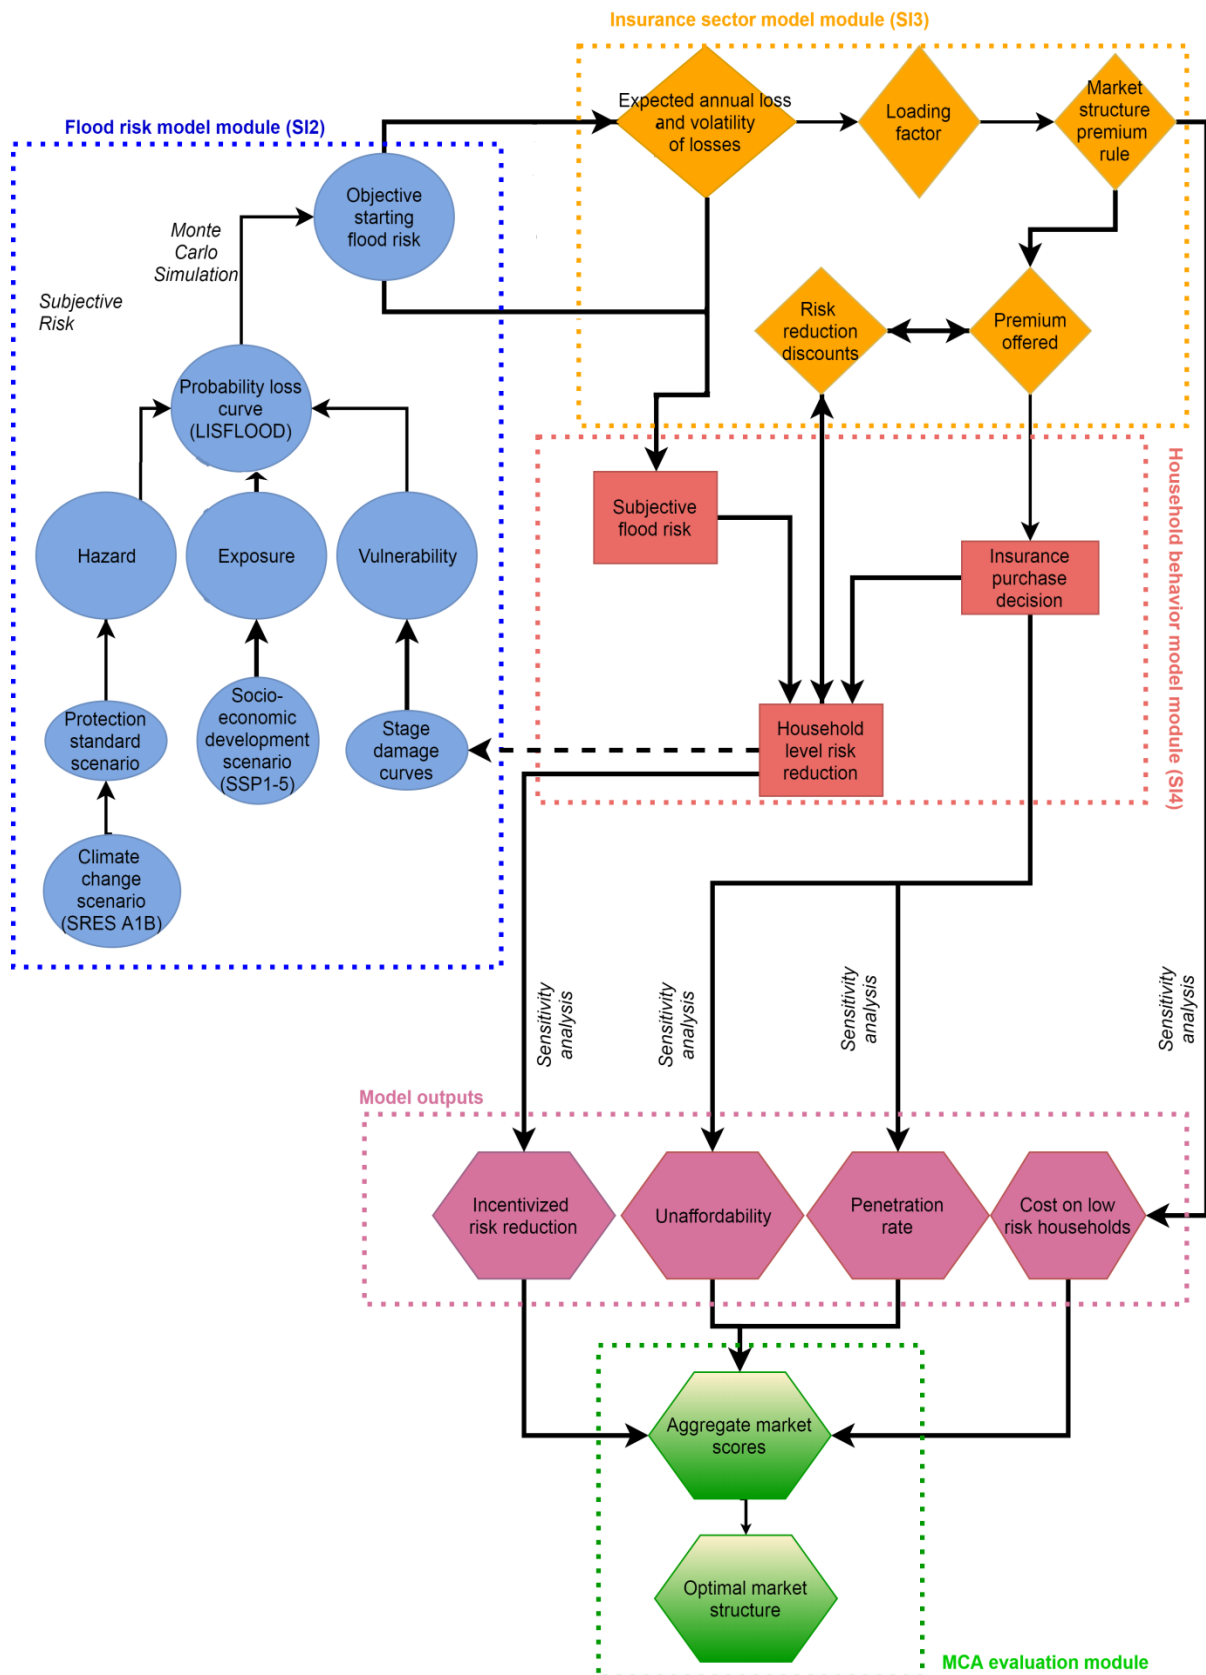 Insurance sector model module (SI3)
Expected annual loss
and volatility
of losses
Loading
factor
Market
structure
premium
rule
Flood risk model module (SI2)
Objective
starting
flood risk
Monte
Carlo
Simulation
Subjective
Risk
Risk
reduction
discounts
Premium
offered
Probability loss
curve
(LISFLOOD)
Household behavior model module (SI4)
Subjective
flood risk
Hazard
Exposure
Vulnerability
Insurance
purchase
decision
Protection
standard
scenario
Socio-
economic
development
scenario
(SSP1-5)
Stage
damage
curves
Household
level risk
reduction
Climate
change
scenario
(SRES A1B)
Sensitivity
analysis
Sensitivity
analysis
Sensitivity
analysis
Sensitivity
analysis
Model outputs
Incentivized
risk reduction
Unaffordability
Penetration
rate
Cost on low
risk households
Aggregate market
scores
Optimal market
structure
MCA evaluation module